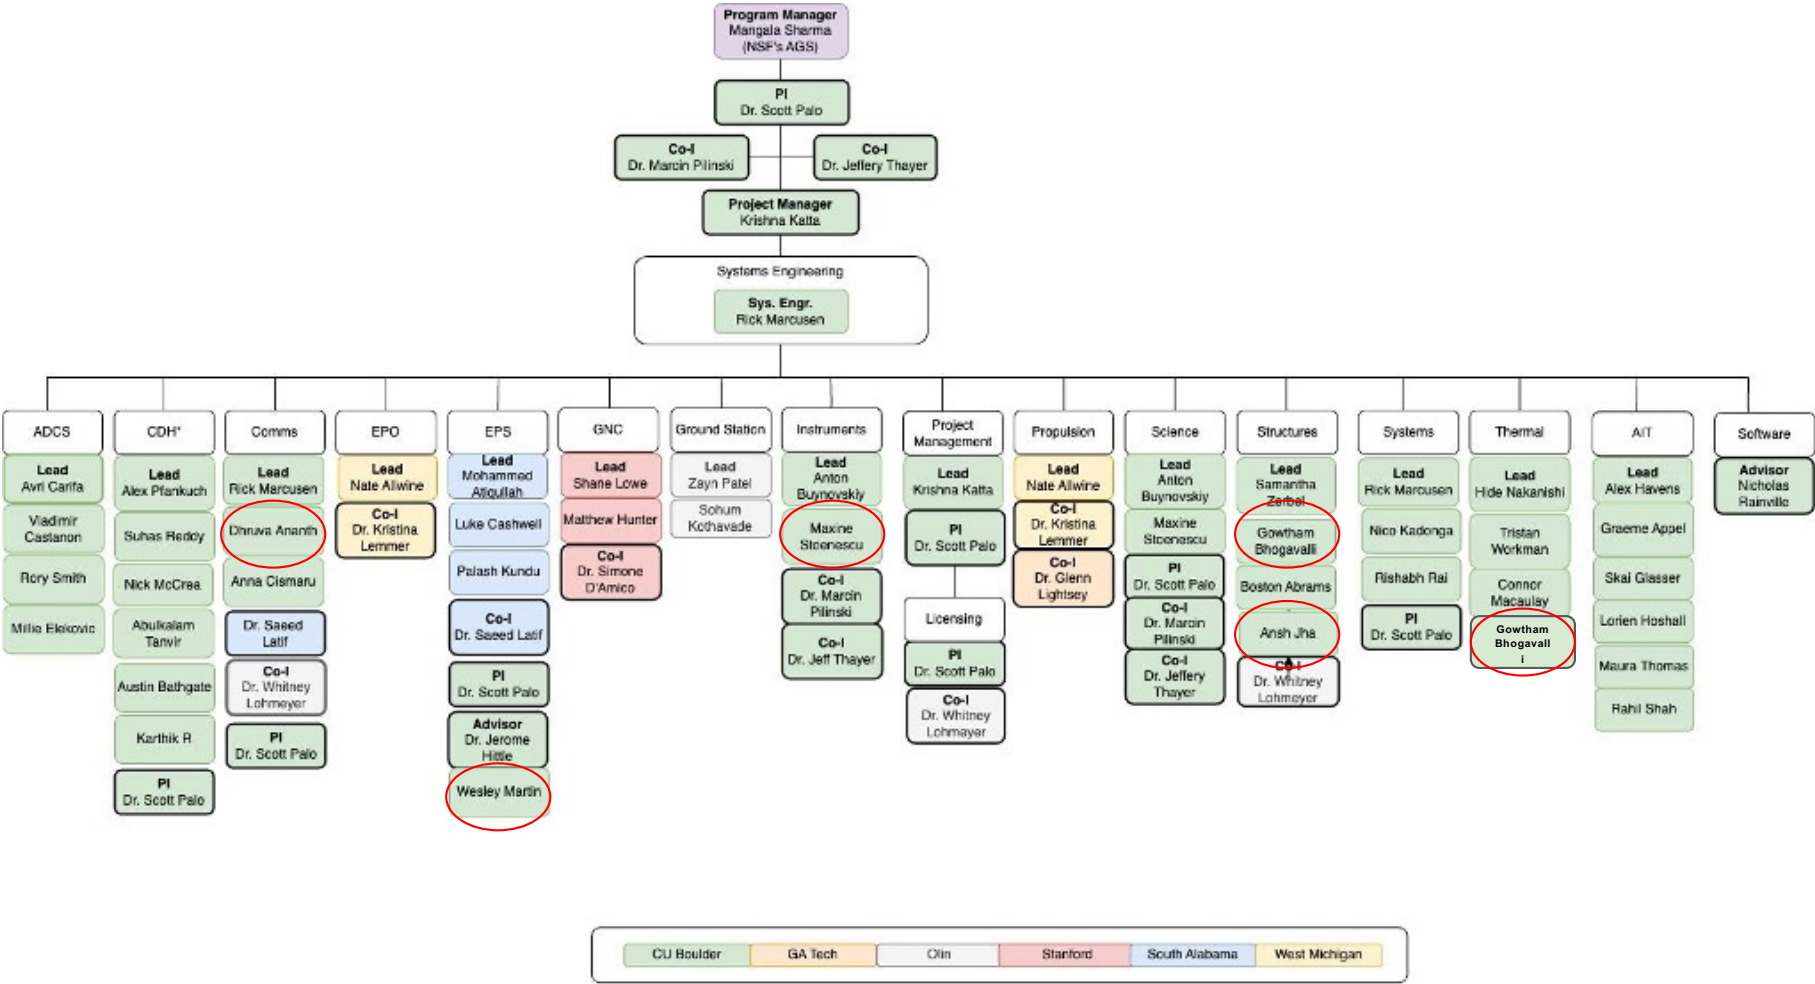 Program Manager
Mangala Sharma
(NSF's AGS)
PI
Dr. Scott Palo
Co-I
Dr. Marcin Pilinski
Co-I
Dr. Jeffery Thayer
Project Manager
Krishna Katta
Systems Engineering
Sys. Engr.
Rick Marcusen
ADCS
Lead
Avri Carifa
Vladimir
Castanon
Rory Smith
Millie Elekovic
CDH*
Lead
Alex Pfankuch
Suhas Reddy
Nick McCrea
Abulkalam
Tanvir
Austin Bathgate
Karthik R
PI
Dr. Scott Palo
Comms
Lead
Rick Marcusen
Dhruva Ananth
Anna Cismaru
Dr. Saeed
Latif
Co-I
Dr. Whitney
Lohmeyer
PI
Dr. Scott Palo
EPO
Lead
Nate Allwine
Co-I
Dr. Kristina
Lemmer
EPS
Lead
Mohammed
Atiqullah
Luke Cashwell
Palash Kundu
Co-I
Dr. Saeed Latif
PI
Dr. Scott Palo
Advisor
Dr. Jerome
Hittle
Wesley Martin
GNC
Lead
Shane Lowe
Matthew Hunter
Co-I
Dr. Simone
D'Amico
Ground Station
Lead
Zayn Patel
Sohum
Kothavade
Instruments
Lead
Anton
Buynovskiy
Maxine
Stoenescu
Co-I
Dr. Marcin
Pilinski
Co-I
Dr. Jeff Thayer
Project
Management
Lead
Krishna Katta
PI
Dr. Scott Palo
Licensing
PI
Dr. Scott Palo
Co-I
Dr. Whitney
Lohmeyer
Propulsion
Lead
Nate Allwine
Co-I
Dr. Kristina
Lemmer
Co-I
Dr. Glenn
Lightsey
Science
Lead
Anton
Buynovskiy
Maxine
Stoenescu
PI
Dr. Scott Palo
Co-I
Dr. Marcin
Pilinski
Co-I
Dr. Jeffery
Thayer
Structures
Lead
Samantha
Zerbel
Gowtham
Bhogavalli
Boston Abrams
Ansh Jha
Co-I
Dr. Whitney
Lohmeyer
Systems
Lead
Rick Marcusen
Nico Kadonga
Rishabh Rai
PI
Dr. Scott Palo
Thermal
Lead
Hide Nakanishi
Tristan
Workman
Connor
Macaulay
Gowtham
Bhogavall
i
AIT
Lead
Alex Havens
Graeme Appel
Skai Glasser
Lorien Hoshall
Maura Thomas
Rahil Shah
Software
Advisor
Nicholas
Rainville
CU Boulder
GA Tech
Olin
Stanford
South Alabama
West Michigan